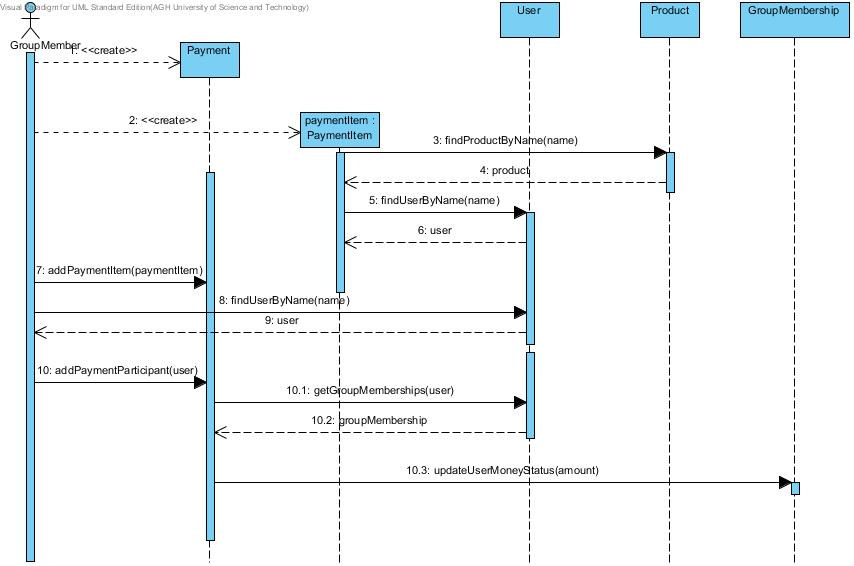 Visual Paradigm for UML Standard Edition(AGH University of Science and Technology)
User
Product
GroupMembership
GroupMember
1: <<create>>
Payment
2: <<create>>
paymentItem :
PaymentItem
3: findProductByName(name)
4: product
5: findUserByName(name)
6: user
7: addPaymentItem(paymentItem)
8: findUserByName(name)
9: user
10: addPaymentParticipant(user)
10.1: getGroupMemberships(user)
10.2: groupMembership
10.3: updateUserMoneyStatus(amount)